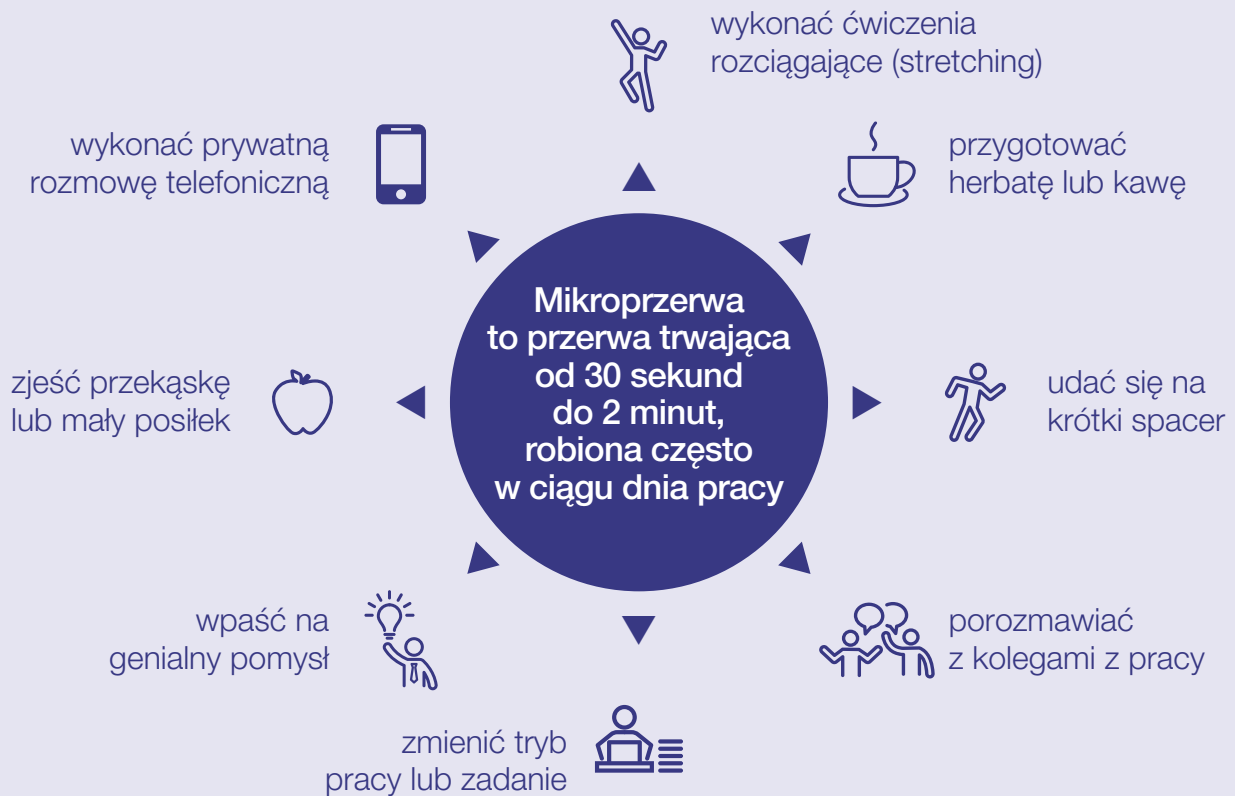 wykonać ćwiczenia
rozciągające (stretching)
wykonać prywatną
rozmowę telefoniczną
przygotować
herbatę lub kawę
Mikroprzerwa
to przerwa trwająca
od 30 sekund
do 2 minut,
robiona często
w ciągu dnia pracy
zjeść przekąskę
lub mały posiłek
udać się na
krótki spacer
wpaść na
genialny pomysł
porozmawiać
z kolegami z pracy
zmienić tryb
pracy lub zadanie